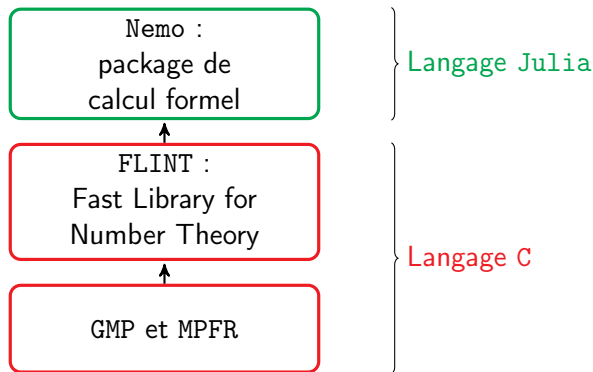 Nemo :
package de
calcul formel
Langage Julia
FLINT :
Fast Library for
Number Theory
Langage C
GMP et MPFR